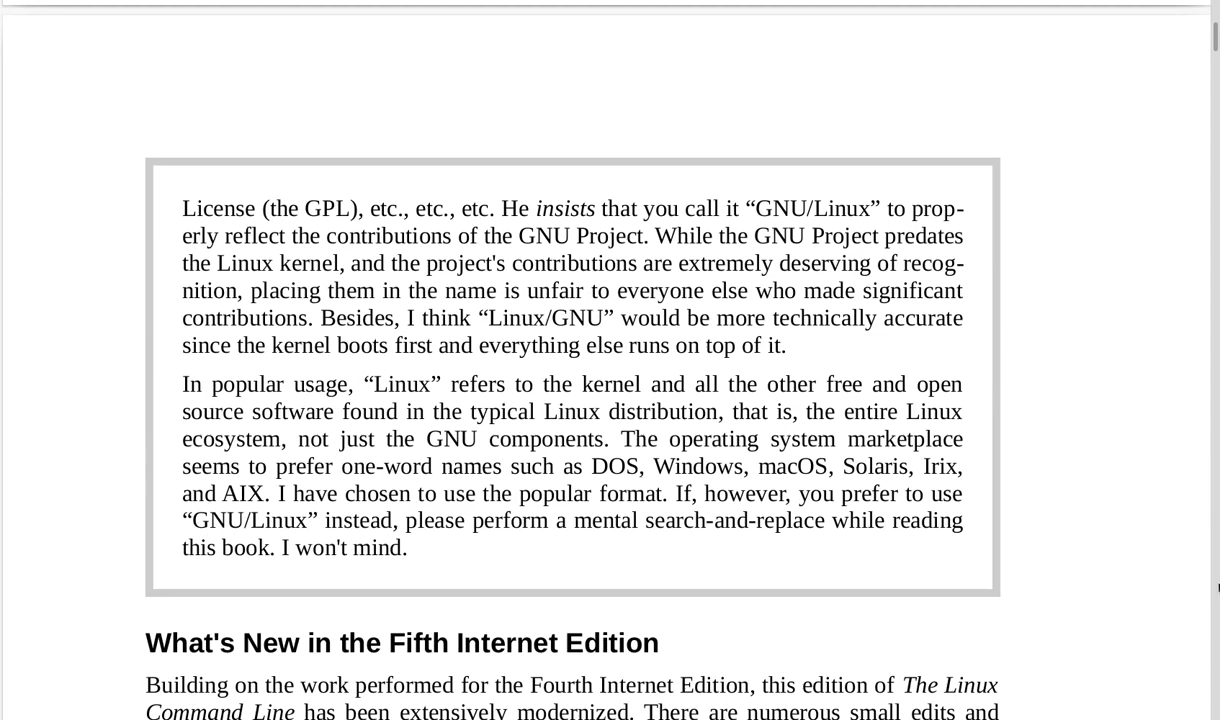 License (the GPL), etc., etc., etc. He insists that you call it “GNU/Linux” to prop-
erly reflect the contributions of the GNU Project. While the GNU Project predates
the Linux kernel, and the project's contributions are extremely deserving of recog-
nition, placing them in the name is unfair to everyone else who made significant
contributions. Besides, I think “Linux/GNU” would be more technically accurate
since the kernel boots first and everything else runs on top of it.
In popular usage, “Linux” refers to the kernel and all the other free and open
source software found in the typical Linux distribution, that is, the entire Linux
ecosystem, not just the GNU components. The operating system marketplace
seems to prefer one-word names such as DOS, Windows, macOS, Solaris, Irix,
and AIX. I have chosen to use the popular format. If, however, you prefer to use
“GNU/Linux” instead, please perform a mental search-and-replace while reading
this book. I won't mind.
What's New in the Fifth Internet Edition
Building on the work performed for the Fourth Internet Edition, this edition of The Linux
Command Line has been extensively modernized. There are numerous small edits and